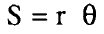 S = r θ